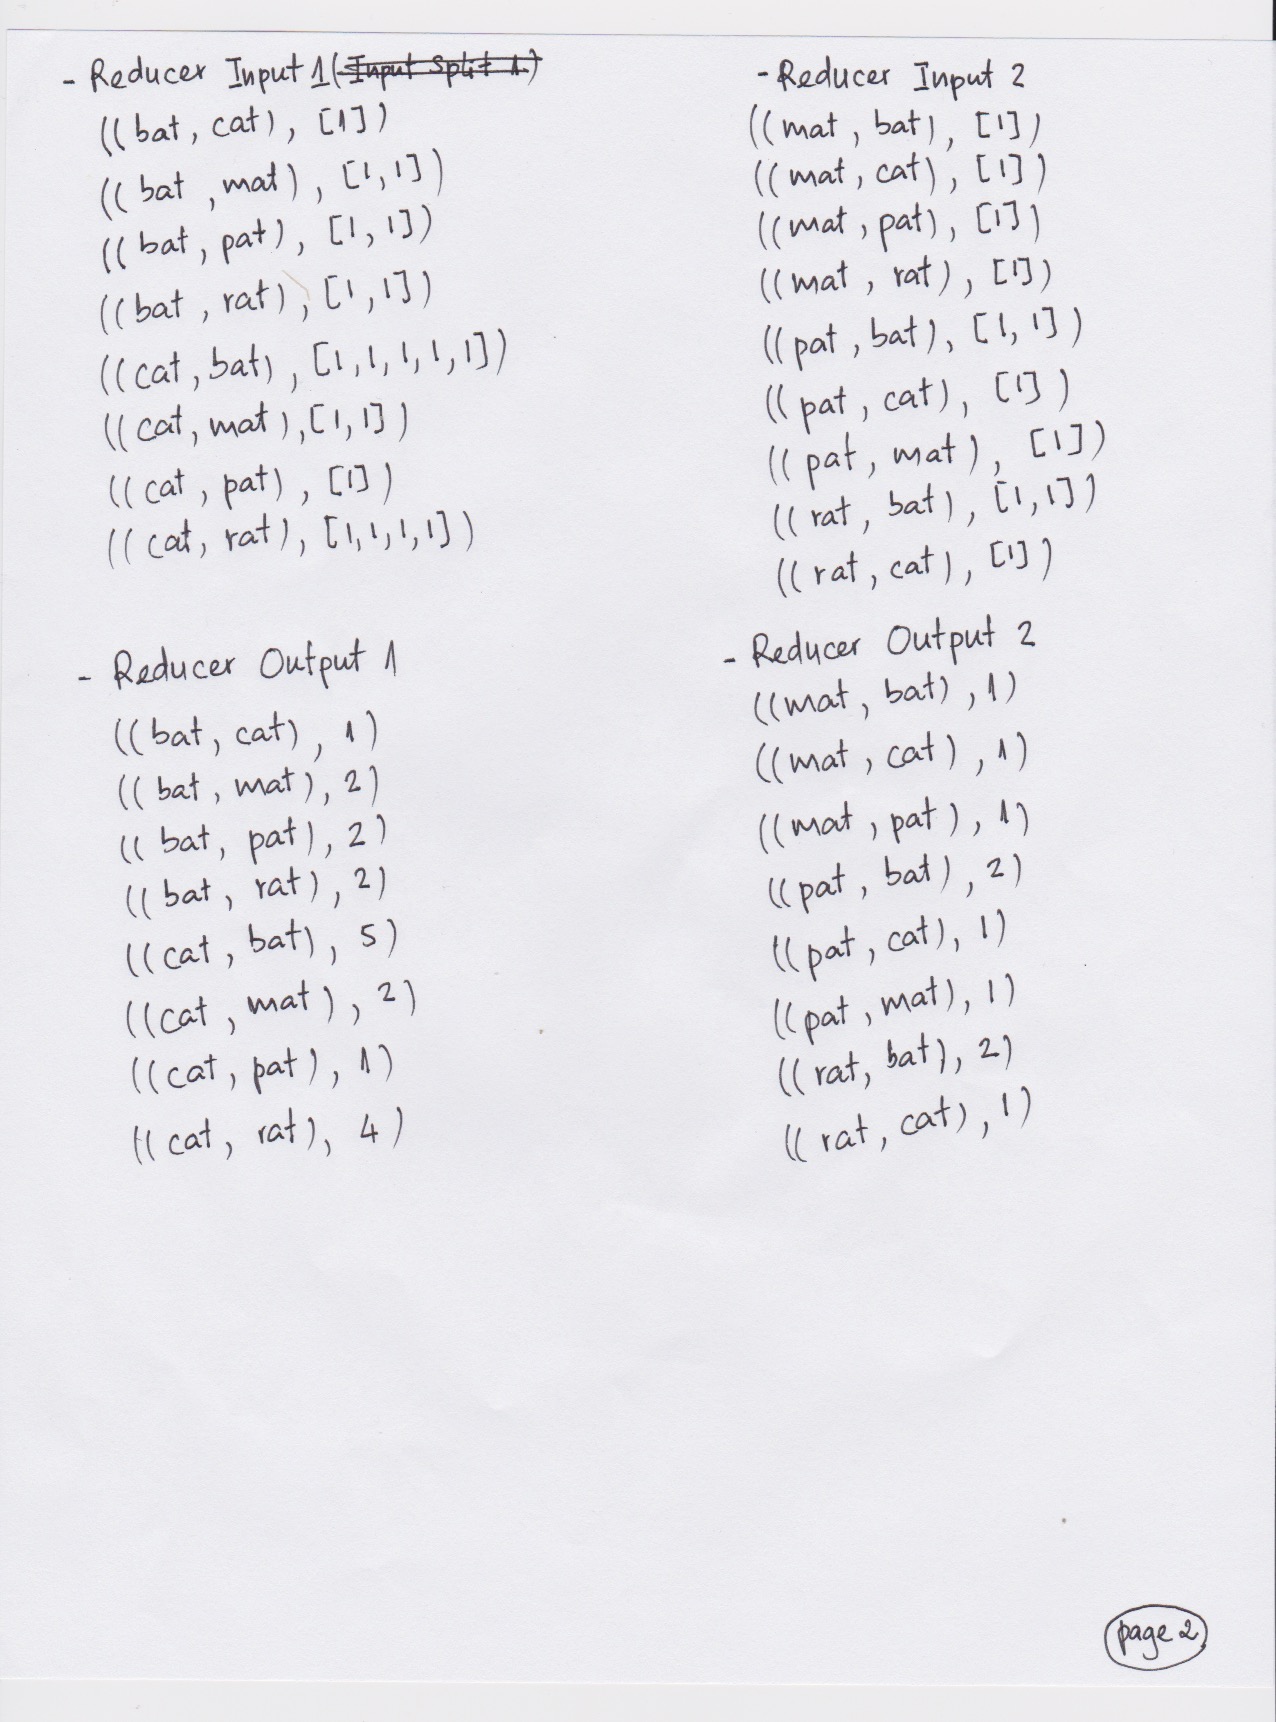 - Reducer Input 1 (Input Split 1)
((bat, cat), [1])
((bat, mat), [1,1])
((bat, pat), [1,1])
((bat, rat), [1,1])
((cat, bat), [1,1,1,1,1])
((cat, mat), [1,1])
((cat, pat), [1])
((cat, rat), [1,1,1,1])
- Reducer Output 1
((bat, cat), 1)
((bat, mat), 2)
((bat, pat), 2)
((bat, rat), 2)
((cat, bat), 5)
((cat, mat), 2)
((cat, pat), 1)
((cat, rat), 4)
- Reducer Input 2
((mat, bat), [1])
((mat, cat), [1])
((mat, pat), [1])
((mat, rat), [1])
((pat, bat), [1,1])
((pat, cat), [1])
((pat, mat), [1])
((rat, bat), [1,1])
((rat, cat), [1])
- Reducer Output 2
((mat, bat), 1)
((mat, cat), 1)
((mat, pat), 1)
((pat, bat), 2)
((pat, cat), 1)
((pat, mat), 1)
((rat, bat), 2)
((rat, cat), 1)
page 2